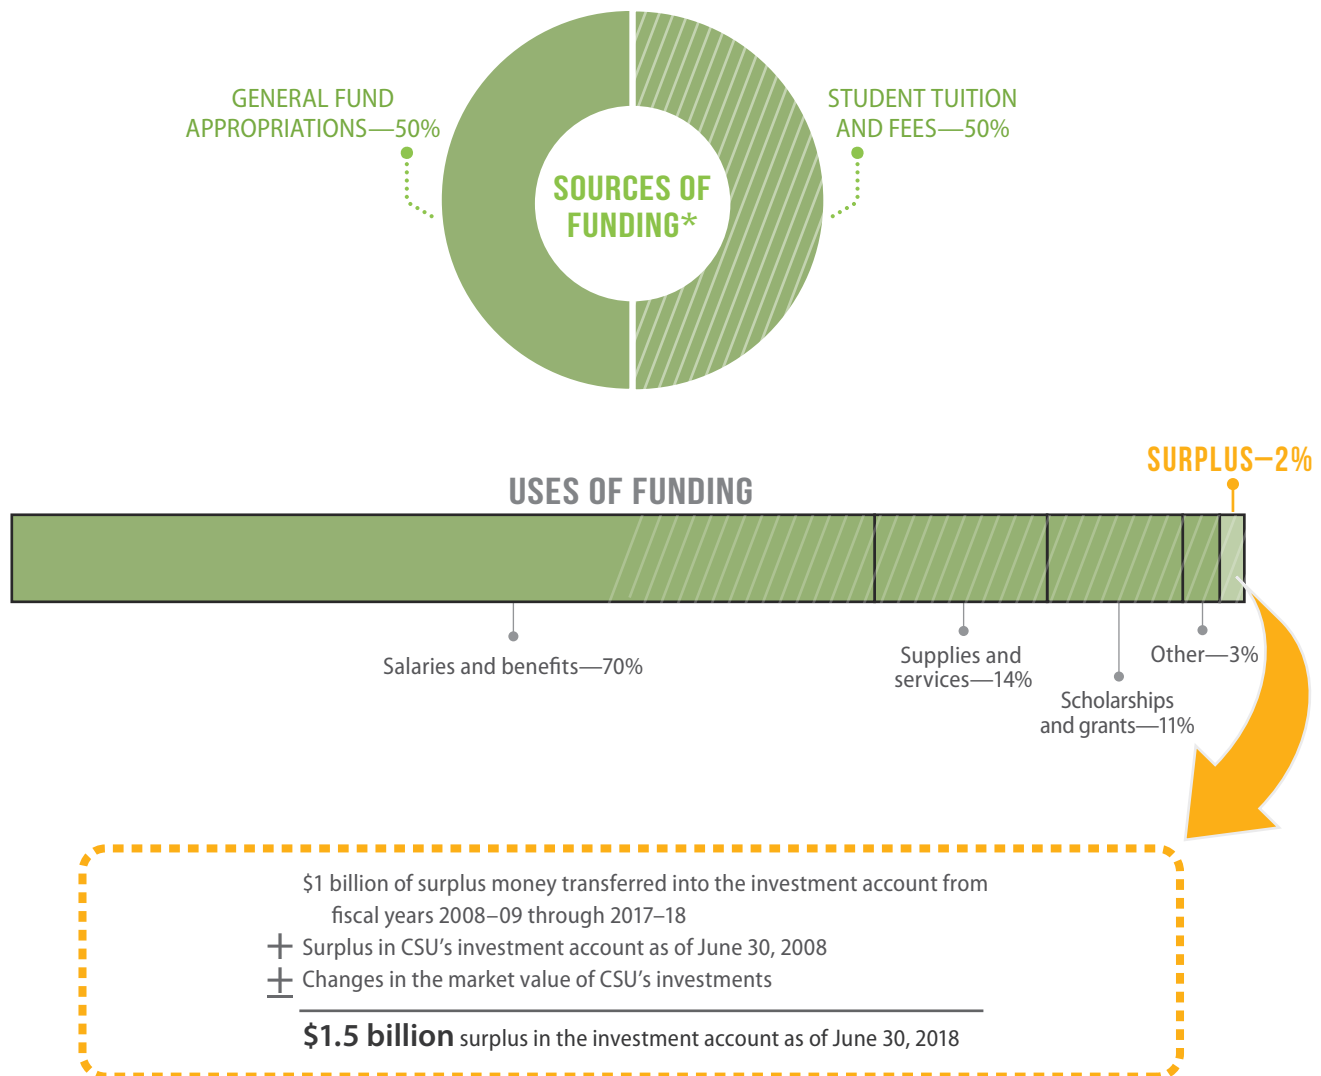 GENERAL FUND
APPROPRIATIONS—50%
STUDENT TUITION
AND FEES—50%
SOURCES OF
FUNDING*
SURPLUS—2%
USES OF FUNDING
Salaries and benefits—70%
Supplies and
services—14%
Scholarships
and grants—11%
Other—3%
$1 billion of surplus money transferred into the investment account from
fiscal years 2008–09 through 2017–18
+ Surplus in CSU's investment account as of June 30, 2008
± Changes in the market value of CSU's investments
$1.5 billion surplus in the investment account as of June 30, 2018